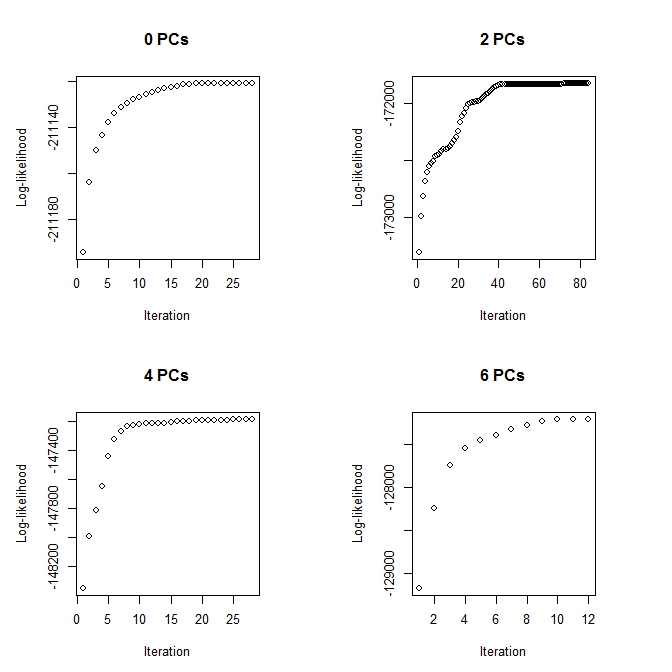 0 PCs
Log-likelihood
-211180 -211140
0 5 10 15 20 25
Iteration
2 PCs
Log-likelihood
-173000 -172000
0 20 40 60 80
Iteration
4 PCs
Log-likelihood
-148200 -147800 -147400
0 5 10 15 20 25
Iteration
6 PCs
Log-likelihood
-129000 -128000
2 4 6 8 10 12
Iteration